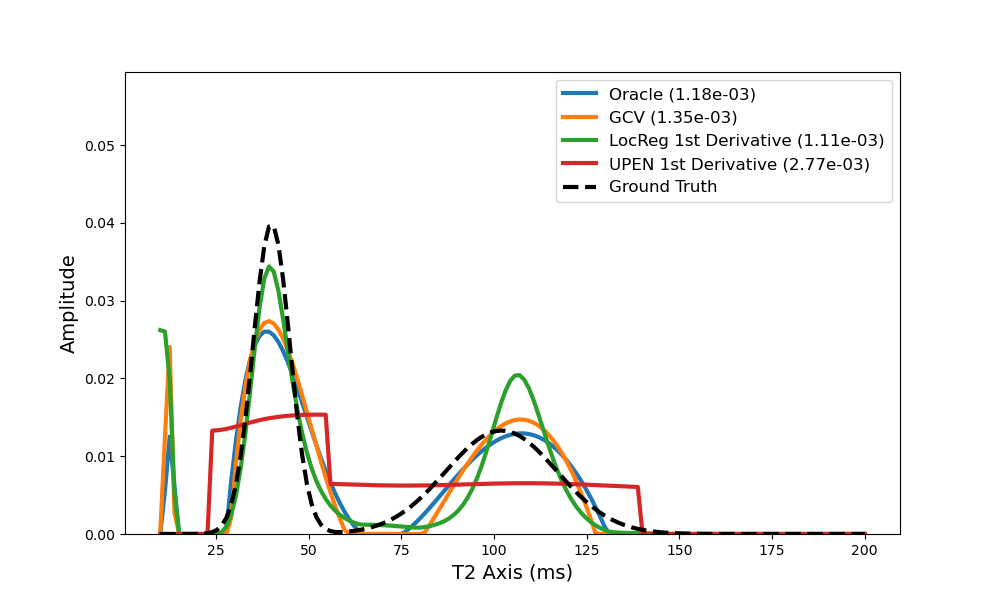 Oracle (1.18e-03)
GCV (1.35e-03)
LocReg 1st Derivative (1.11e-03)
UPEN 1st Derivative (2.77e-03)
Ground Truth
0.05
0.04
0.03
0.02
0.01
0.00
Amplitude
25 50 75 100 125 150 175 200
T2 Axis (ms)